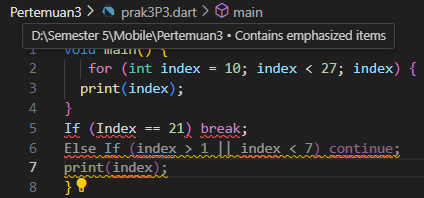 Pertemuan3 > prak3P3.dart > main
D:\Semester 5\Mobile\Pertemuan3 • Contains emphasized items
1 void main() {
2 for (int index = 10; index < 27; index) {
3 print(index);
4 }
5 If (Index == 21) break;
6 Else If (index > 1 || index < 7) continue;
7 print(index);
8 }